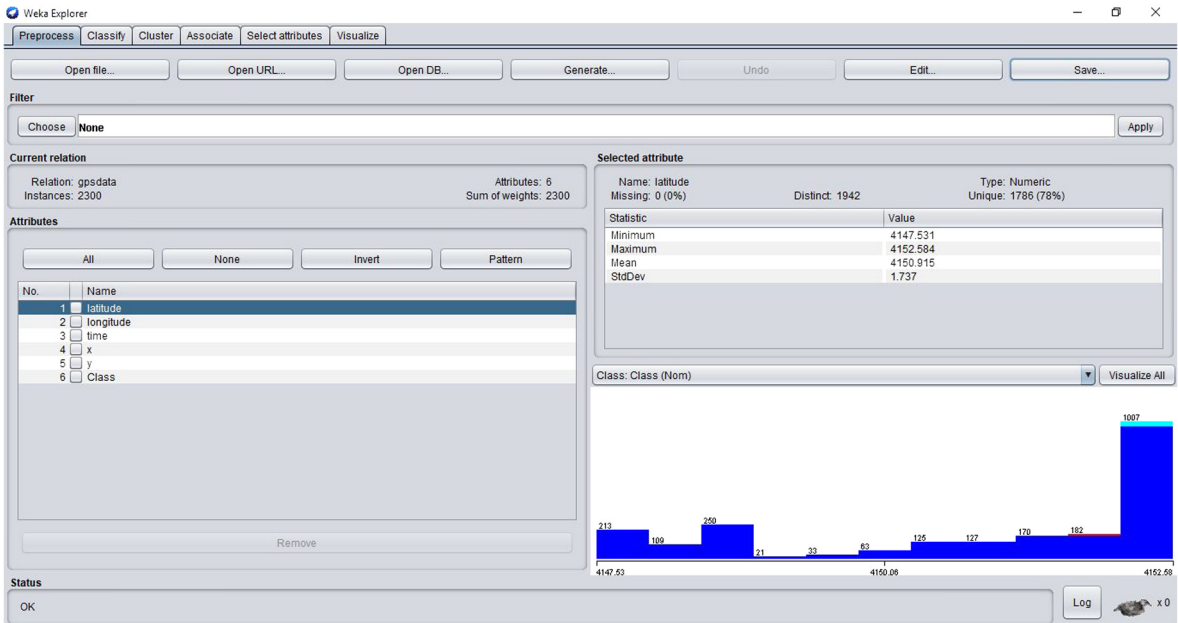 Weka Explorer
Preprocess Classify Cluster Associate Select attributes Visualize
Open file... Open URL... Open DB... Generate... Undo Edit... Save...
Filter
Choose None Apply
Current relation
Relation: gpsdata Attributes: 6
Instances: 2300 Sum of weights: 2300
Attributes
All None Invert Pattern
No. Name
1 latitude
2 longitude
3 time
4 x
5 y
6 Class
Remove
Selected attribute
Name: latitude Type: Numeric
Missing: 0 (0%) Distinct: 1942 Unique: 1786 (78%)
Statistic Value
Minimum 4147.531
Maximum 4152.584
Mean 4150.915
StdDev 1.737
Class: Class (Nom) Visualize All
213 109 250 21 33 63 125 127 170 182 1007
4147.53 4150.06 4152.58
Status
OK Log x 0